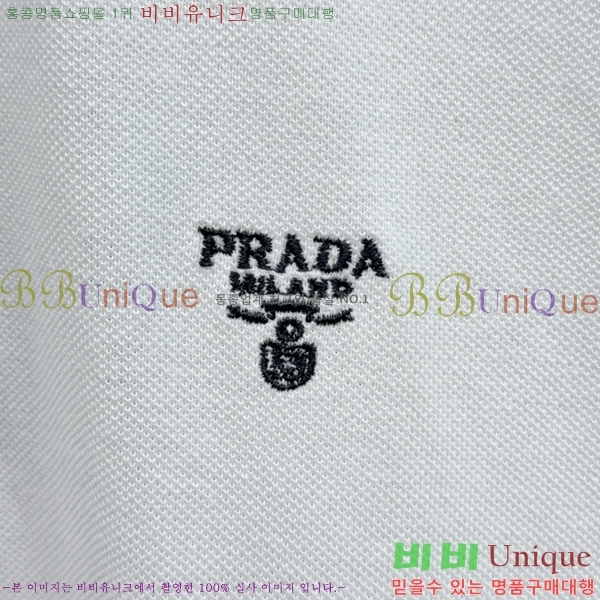 홍콩명품쇼핑몰 1위 비비유니크명품구매대행
PRADA
MILANO
BBUniQue
BBUniQue
비비 Unique
믿을수 있는 명품구매대행
-본 이미지는 비비유니크에서 촬영한 100% 실사 이미지 입니다.-